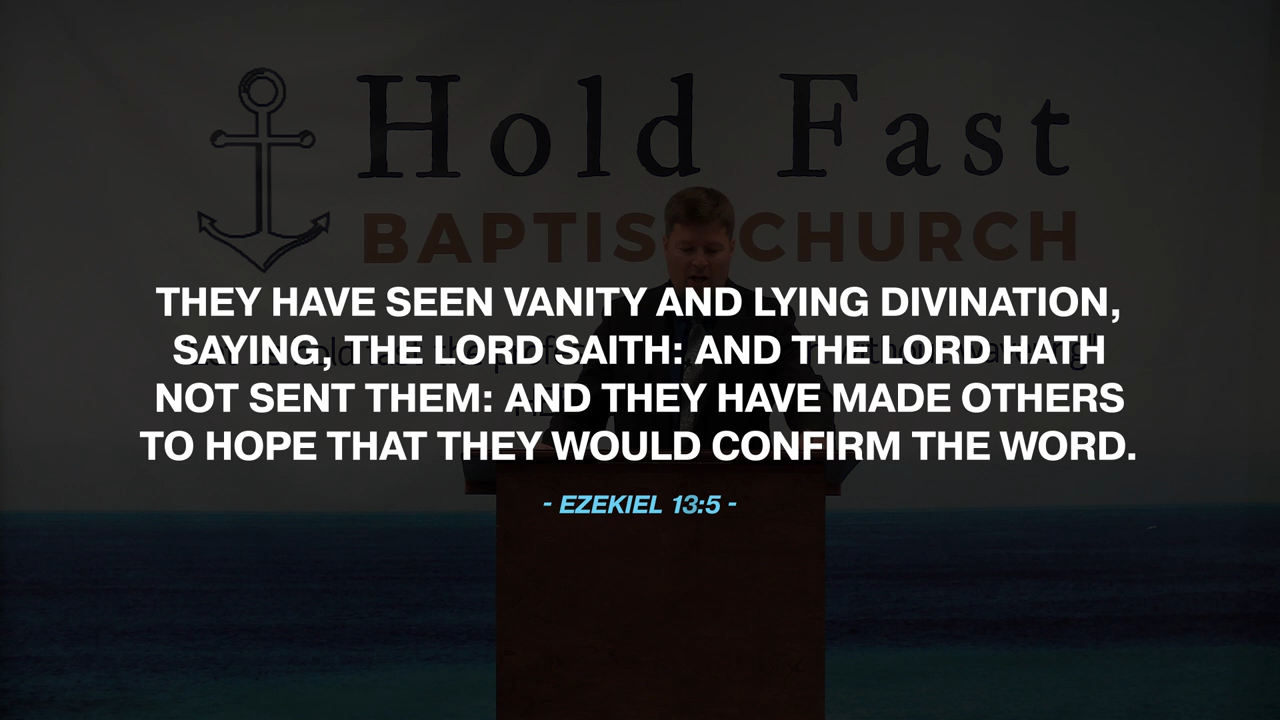 Hold Fast
BAPTIS CHURCH
THEY HAVE SEEN VANITY AND LYING DIVINATION,
SAYING, THE LORD SAITH: AND THE LORD HATH
NOT SENT THEM: AND THEY HAVE MADE OTHERS
TO HOPE THAT THEY WOULD CONFIRM THE WORD.
- EZEKIEL 13:5 -